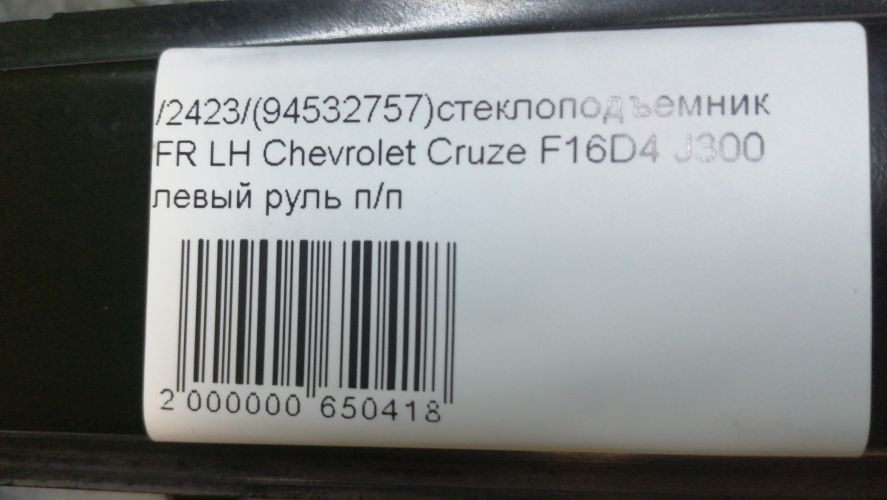 /2423/(94532757)стеклоподъемник
FR LH Chevrolet Cruze F16D4 J300
левый руль п/п
2 000000 650418